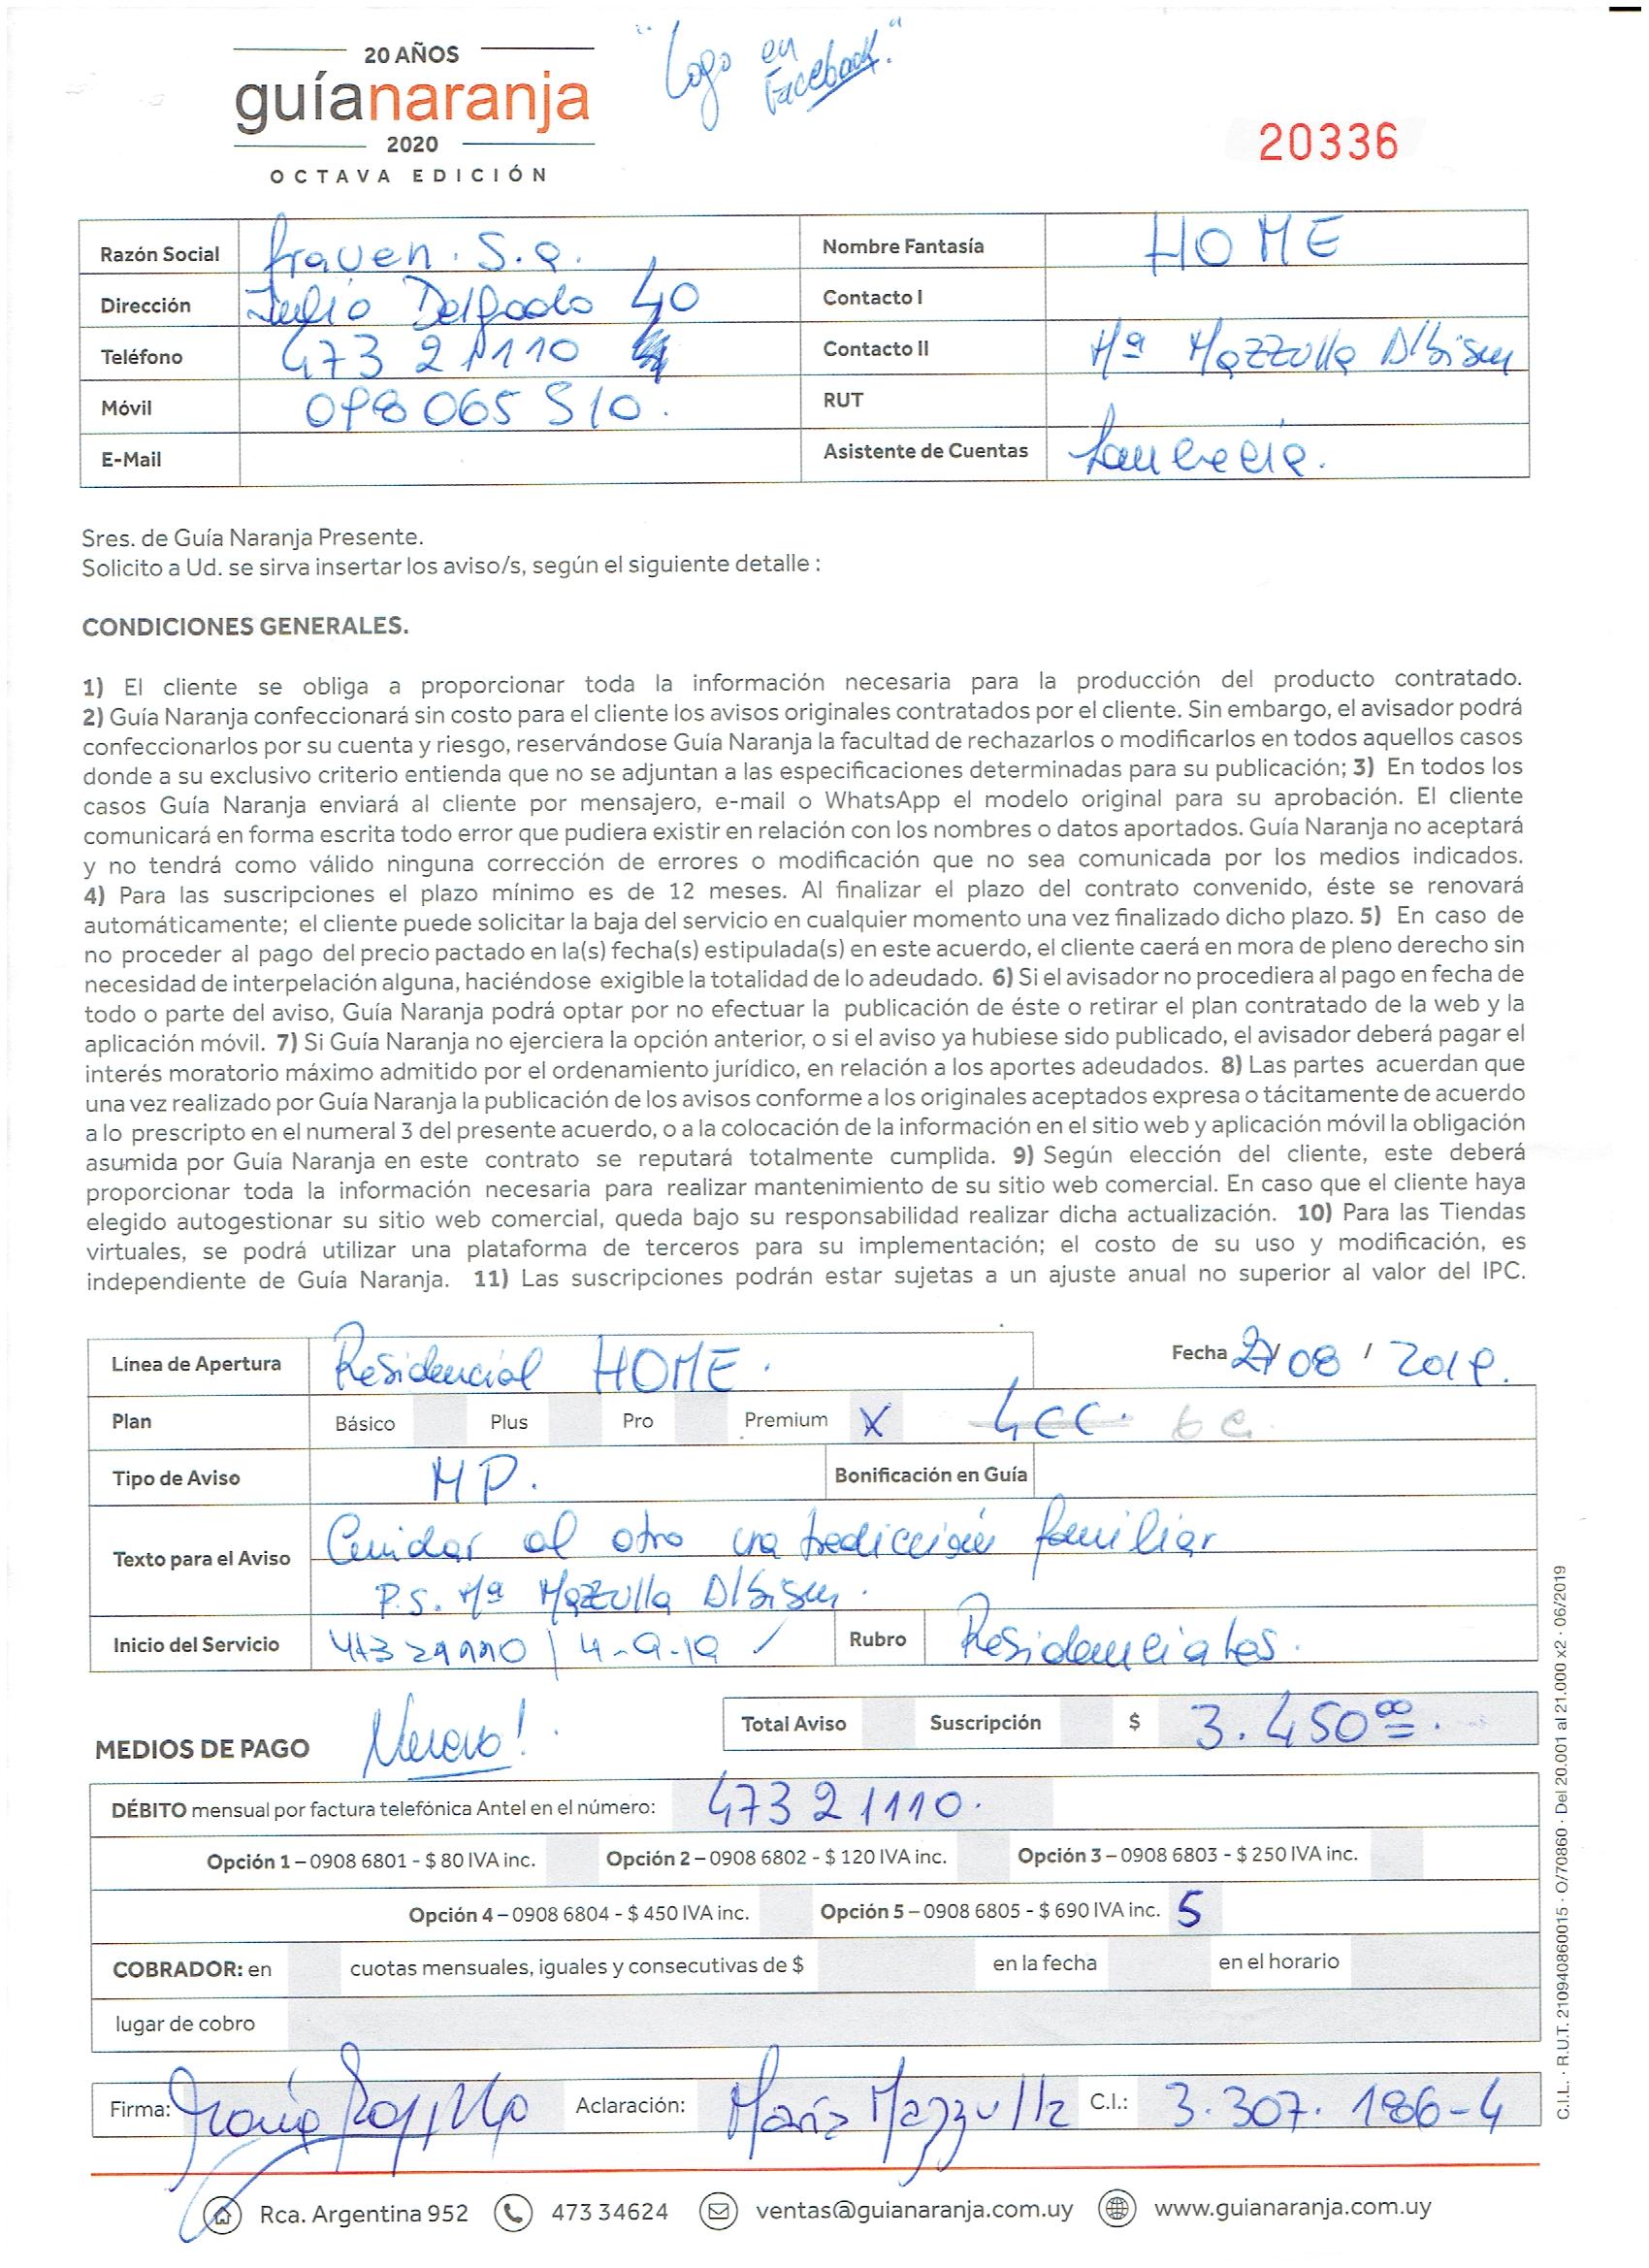 20 AÑOS
guíanaranja
2020
OCTAVA EDICIÓN
"Logo en Facebook."
20336
Razón Social
S.a.
Nombre Fantasía HOME
Dirección Julio Delgado 40
Contacto I
Teléfono 473 21110
Contacto II Mª Mazzulla
Móvil 098 065 510.
RUT
E-Mail
Asistente de Cuentas
Sres. de Guía Naranja Presente.
Solicito a Ud. se sirva insertar los aviso/s, según el siguiente detalle :
CONDICIONES GENERALES.
1) El cliente se obliga a proporcionar toda la información necesaria para la producción del producto contratado.
2) Guía Naranja confeccionará sin costo para el cliente los avisos originales contratados por el cliente. Sin embargo, el avisador podrá
confeccionarlos por su cuenta y riesgo, reservándose Guía Naranja la facultad de rechazarlos o modificarlos en todos aquellos casos
donde a su exclusivo criterio entienda que no se adjuntan a las especificaciones determinadas para su publicación; 3) En todos los
casos Guía Naranja enviará al cliente por mensajero, e-mail o WhatsApp el modelo original para su aprobación. El cliente
comunicará en forma escrita todo error que pudiera existir en relación con los nombres o datos aportados. Guía Naranja no aceptará
y no tendrá como válido ninguna corrección de errores o modificación que no sea comunicada por los medios indicados.
4) Para las suscripciones el plazo mínimo es de 12 meses. Al finalizar el plazo del contrato convenido, éste se renovará
automáticamente; el cliente puede solicitar la baja del servicio en cualquier momento una vez finalizado dicho plazo. 5) En caso de
no proceder al pago del precio pactado en la(s) fecha(s) estipulada(s) en este acuerdo, el cliente caerá en mora de pleno derecho sin
necesidad de interpelación alguna, haciéndose exigible la totalidad de lo adeudado. 6) Si el avisador no procediera al pago en fecha de
todo o parte del aviso, Guía Naranja podrá optar por no efectuar la publicación de éste o retirar el plan contratado de la web y la
aplicación móvil. 7) Si Guía Naranja no ejerciera la opción anterior, o si el aviso ya hubiese sido publicado, el avisador deberá pagar el
interés moratorio máximo admitido por el ordenamiento jurídico, en relación a los aportes adeudados. 8) Las partes acuerdan que
una vez realizado por Guía Naranja la publicación de los avisos conforme a los originales aceptados expresa o tácitamente de acuerdo
a lo prescripto en el numeral 3 del presente acuerdo, o a la colocación de la información en el sitio web y aplicación móvil la obligación
asumida por Guía Naranja en este contrato se reputará totalmente cumplida. 9) Según elección del cliente, este deberá
proporcionar toda la información necesaria para realizar mantenimiento de su sitio web comercial. En caso que el cliente haya
elegido autogestionar su sitio web comercial, queda bajo su responsabilidad realizar dicha actualización. 10) Para las Tiendas
virtuales, se podrá utilizar una plataforma de terceros para su implementación; el costo de su uso y modificación, es
independiente de Guía Naranja. 11) Las suscripciones podrán estar sujetas a un ajuste anual no superior al valor del IPC.
Línea de Apertura Residencial HOME.
Fecha 27/08/2019.
Plan Básico Plus Pro Premium X 4CC. 6C
Tipo de Aviso MP.
Bonificación en Guía
Texto para el Aviso Cuidar al otro una tradición familiar
P.S. Mª Mazzulla
Inicio del Servicio 473 21110 | 4-9-19 /
Rubro Residenciales.
MEDIOS DE PAGO Nuevo!
Total Aviso Suscripción $ 3.450⁰⁰.
DÉBITO mensual por factura telefónica Antel en el número: 473 21110.
Opción 1 – 0908 6801 - $ 80 IVA inc. Opción 2 – 0908 6802 - $ 120 IVA inc. Opción 3 – 0908 6803 - $ 250 IVA inc.
Opción 4 – 0908 6804 - $ 450 IVA inc. Opción 5 – 0908 6805 - $ 690 IVA inc. 5
COBRADOR: en cuotas mensuales, iguales y consecutivas de $ en la fecha en el horario
lugar de cobro
Firma: Aclaración: María Mazzulla C.I.: 3.307.186-4
Rca. Argentina 952 473 34624 ventas@guianaranja.com.uy www.guianaranja.com.uy
C.I.L. · R.U.T. 210940860015 · O/70860 · Del 20.001 al 21.000 x2 · 06/2019